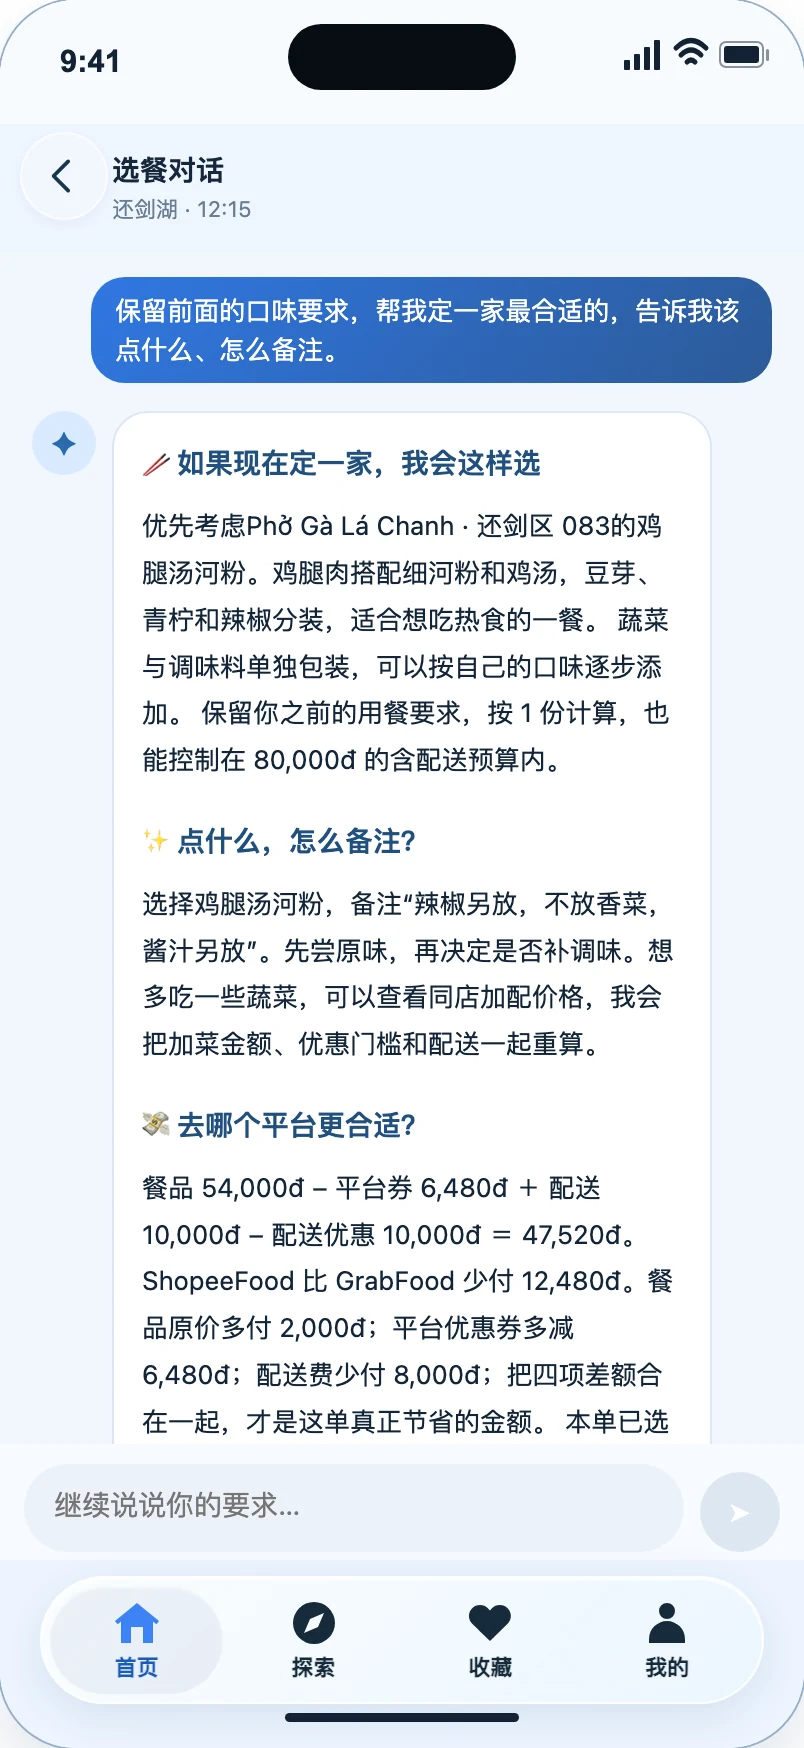 9:41
选餐对话
还剑湖 · 12:15
保留前面的口味要求，帮我定一家最合适的，告诉我该
点什么、怎么备注。
🥢 如果现在定一家，我会这样选
优先考虑Phở Gà Lá Chanh · 还剑区 083的鸡
腿汤河粉。鸡腿肉搭配细河粉和鸡汤，豆芽、
青柠和辣椒分装，适合想吃热食的一餐。 蔬菜
与调味料单独包装，可以按自己的口味逐步添
加。 保留你之前的用餐要求，按 1 份计算，也
能控制在 80,000đ 的含配送预算内。
✨ 点什么，怎么备注?
选择鸡腿汤河粉，备注“辣椒另放，不放香菜，
酱汁另放”。先尝原味，再决定是否补调味。想
多吃一些蔬菜，可以查看同店加配价格，我会
把加菜金额、优惠门槛和配送一起重算。
💸 去哪个平台更合适?
餐品 54,000đ – 平台券 6,480đ ＋ 配送
10,000đ – 配送优惠 10,000đ ＝ 47,520đ。
ShopeeFood 比 GrabFood 少付 12,480đ。餐
品原价多付 2,000đ；平台优惠券多减
6,480đ；配送费少付 8,000đ；把四项差额合
在一起，才是这单真正节省的金额。 本单已选
继续说说你的要求...
首页
探索
收藏
我的